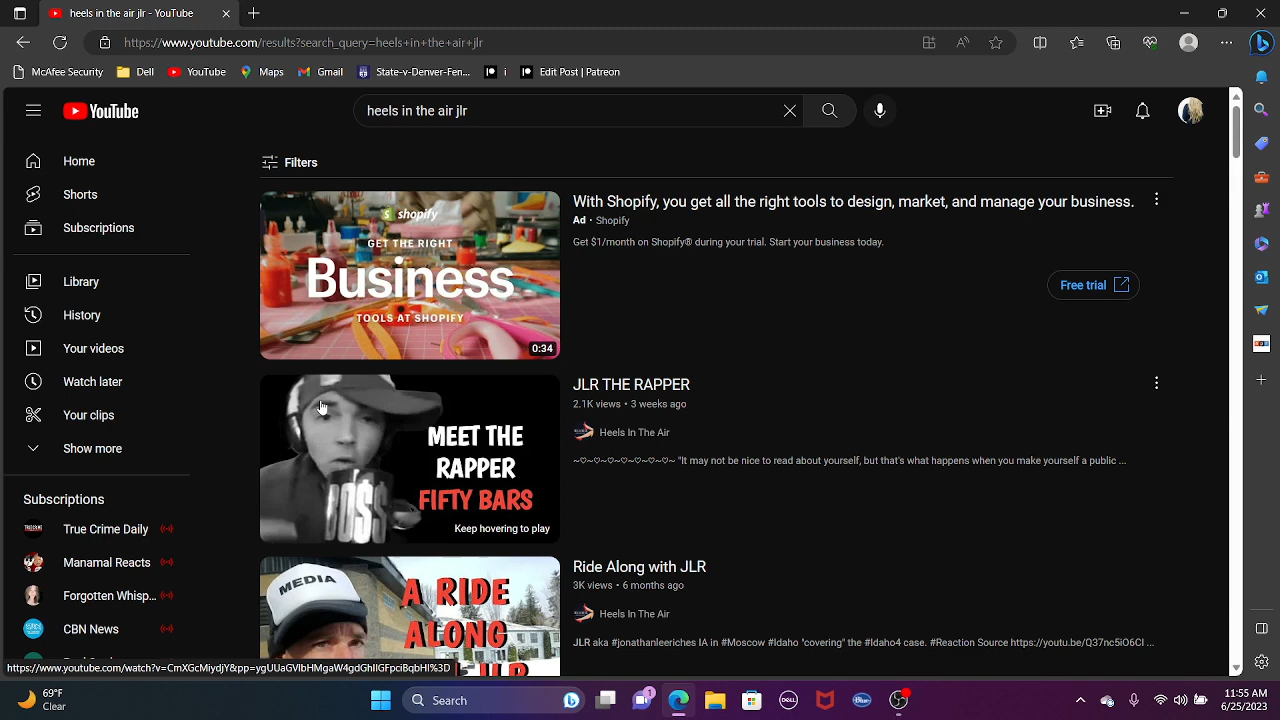 heels in the air jlr - YouTube
https://www.youtube.com/results?search_query=heels+in+the+air+jlr
McAfee Security
Dell
YouTube
Maps
Gmail
State-v-Denver-Fen...
i
Edit Post | Patreon
YouTube
heels in the air jlr
Home
Shorts
Subscriptions
Library
History
Your videos
Watch later
Your clips
Show more
Subscriptions
True Crime Daily
Manamal Reacts
Forgotten Whisp...
CBN News
Filters
shopify
GET THE RIGHT
Business
TOOLS AT SHOPIFY
0:34
With Shopify, you get all the right tools to design, market, and manage your business.
Ad · Shopify
Get $1/month on Shopify® during your trial. Start your business today.
Free trial
BOSS
MEET THE
RAPPER
FIFTY BARS
Keep hovering to play
JLR THE RAPPER
2.1K views • 3 weeks ago
Heels In The Air
~♡~♡~♡~♡~♡~♡~♡~ "It may not be nice to read about yourself, but that's what happens when you make yourself a public ...
MEDIA
A RIDE
ALONG
JLR
Ride Along with JLR
3K views • 6 months ago
Heels In The Air
JLR aka #jonathanleeriches IA in #Moscow #Idaho "covering" the #Idaho4 case. #Reaction Source https://youtu.be/Q37nc5iO6CI ...
69°F
Clear
Search
1
DELL
11:55 AM
6/25/2023